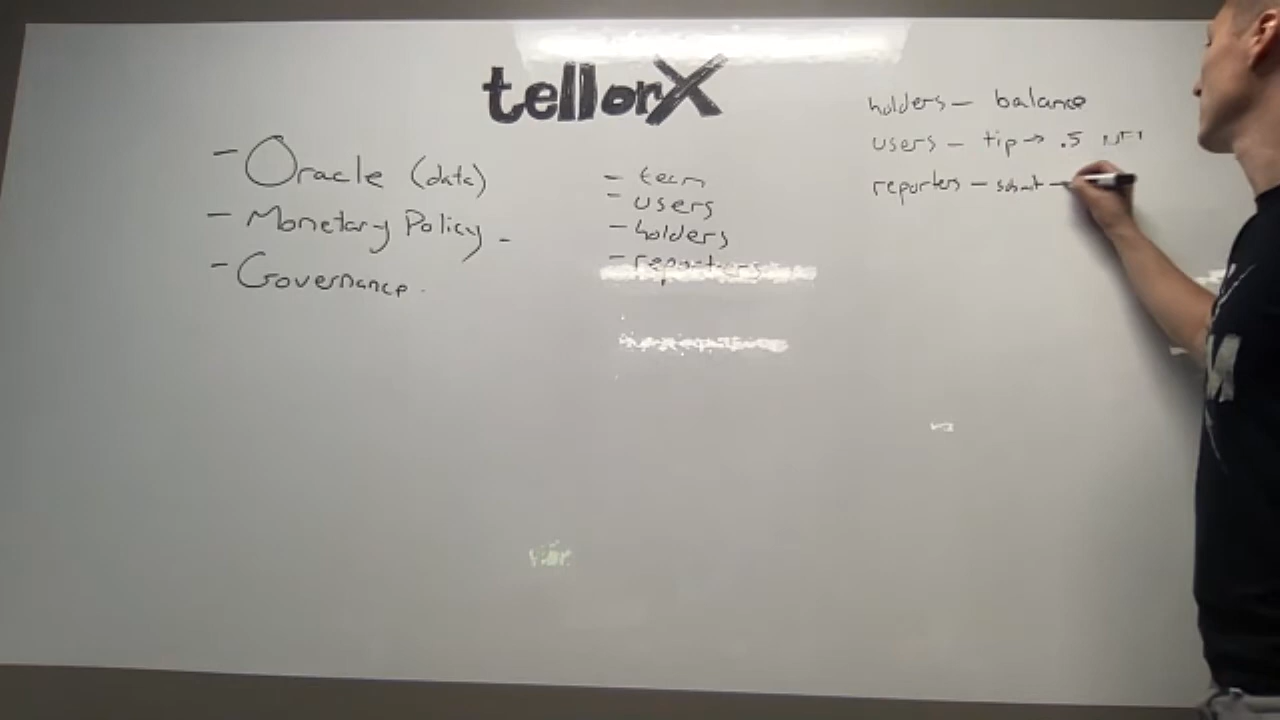 tellorX
- Oracle (data)
- Monetary Policy -
- Governance.
- team
- users
- holders
- reporters
holders - balance
users - tip → .5
reporters - submit -